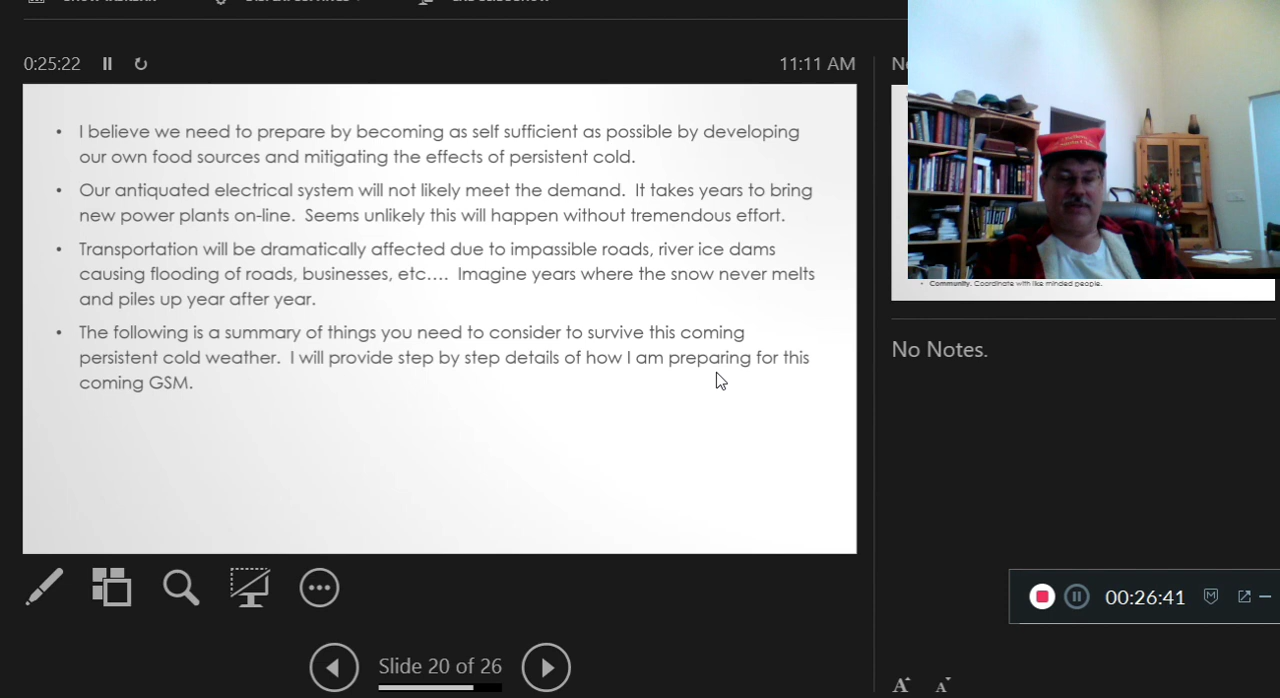 0:25:22
11:11 AM
• I believe we need to prepare by becoming as self sufficient as possible by developing
our own food sources and mitigating the effects of persistent cold.
• Our antiquated electrical system will not likely meet the demand. It takes years to bring
new power plants on-line. Seems unlikely this will happen without tremendous effort.
• Transportation will be dramatically affected due to impassible roads, river ice dams
causing flooding of roads, businesses, etc.... Imagine years where the snow never melts
and piles up year after year.
• The following is a summary of things you need to consider to survive this coming
persistent cold weather. I will provide step by step details of how I am preparing for this
coming GSM.
Slide 20 of 26
• Community. Coordinate with like minded people.
No Notes.
00:26:41
A A